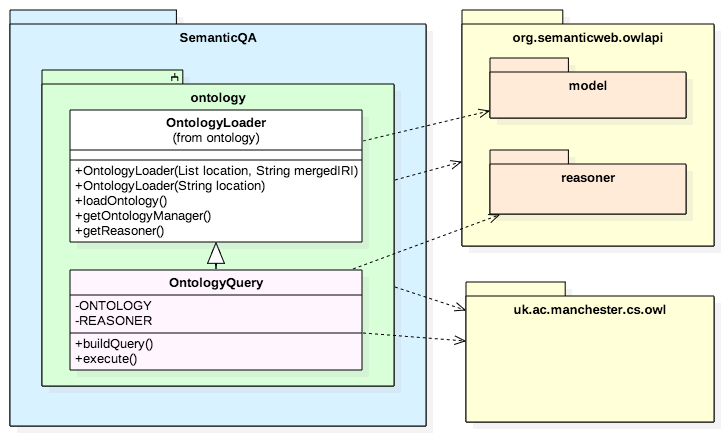 SemanticQA
ontology
OntologyLoader
(from ontology)
+OntologyLoader(List location, String mergedIRI)
+OntologyLoader(String location)
+loadOntology()
+getOntologyManager()
+getReasoner()
OntologyQuery
-ONTOLOGY
-REASONER
+buildQuery()
+execute()
org.semanticweb.owlapi
model
reasoner
uk.ac.manchester.cs.owl